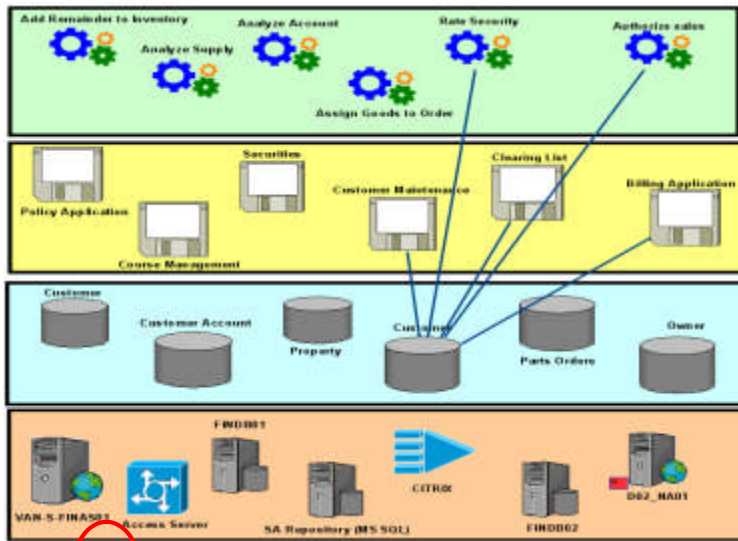 Add Remainder to Inventory
Analyze Account
Rate Security
Authorize sales
Analyze Supply
Assign Goods to Order
Securities
Clearing List
Customer Maintenance
Billing Application
Policy Application
Course Management
Customer
Customer Account
Customer
Owner
Property
Parts Orders
FINDB01
CITRIX
D02_NA01
VAN-S-FINAS01
Access Server
SA Repository (MS SQL)
FINDB02